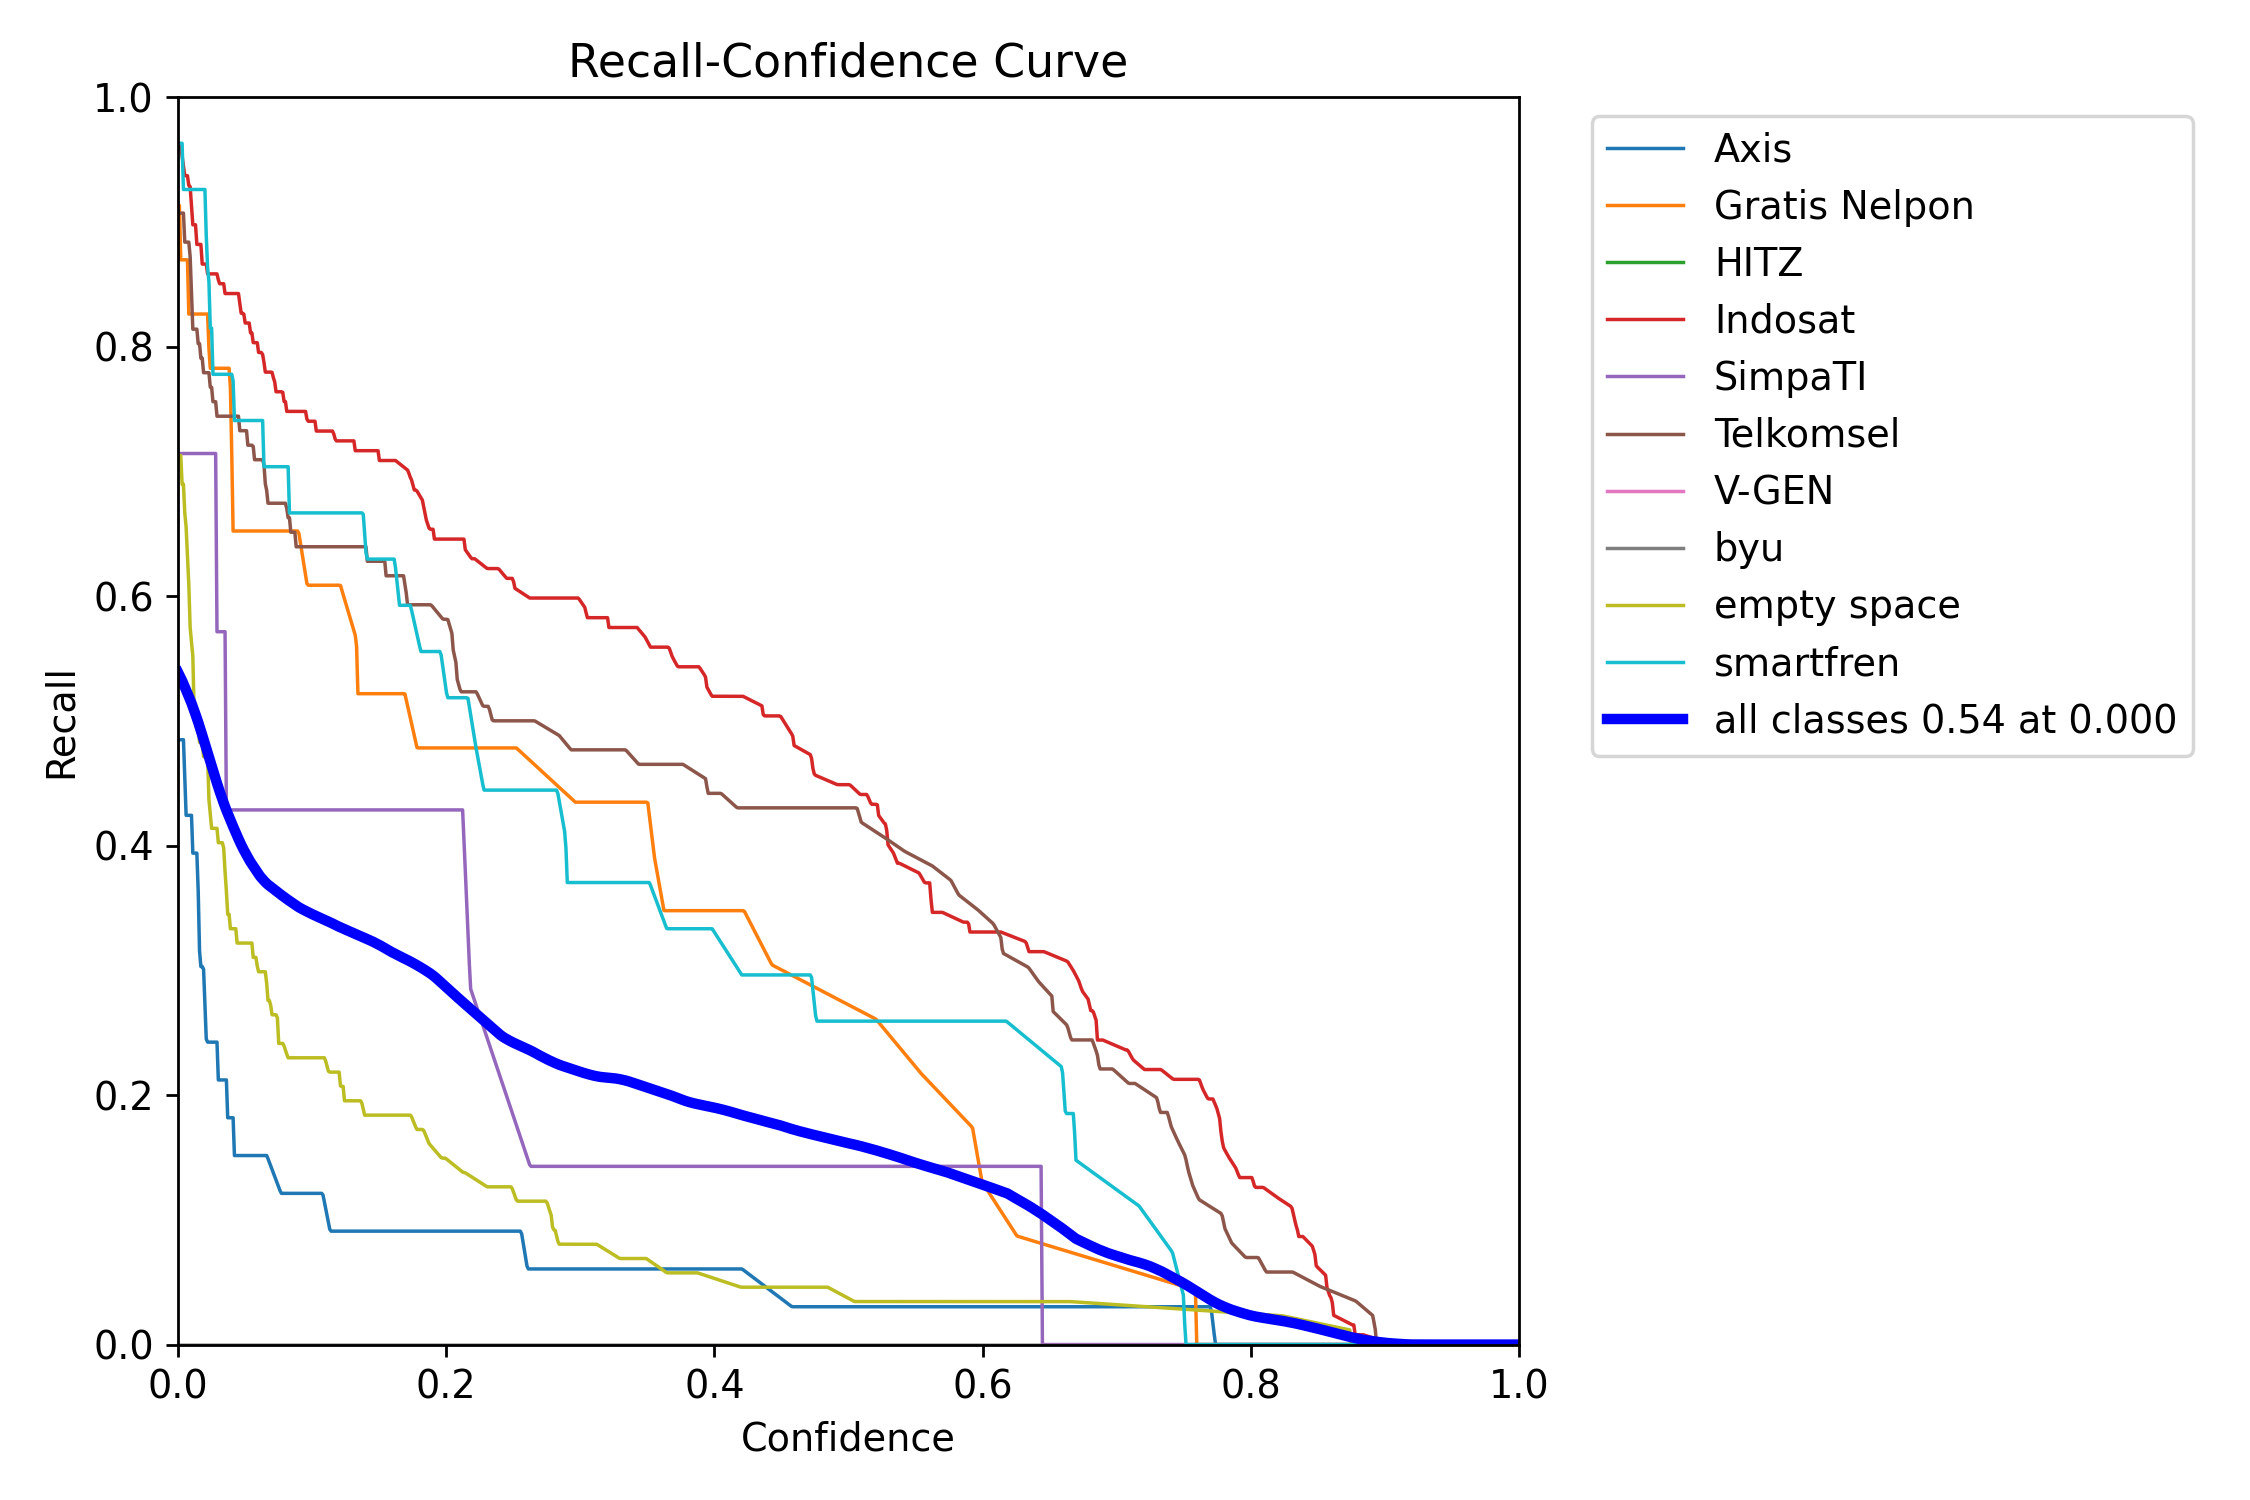 Recall-Confidence Curve
1.0
0.8
0.6
0.4
0.2
0.0
Recall
0.0 0.2 0.4 0.6 0.8 1.0
Confidence
Axis
Gratis Nelpon
HITZ
Indosat
SimpaTI
Telkomsel
V-GEN
byu
empty space
smartfren
all classes 0.54 at 0.000